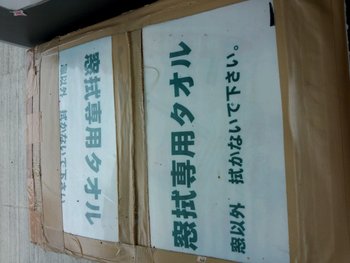 窓拭専用タオル
窓以外 拭かないで下さい。
窓拭専用タオル
窓以外 拭かないで下さい